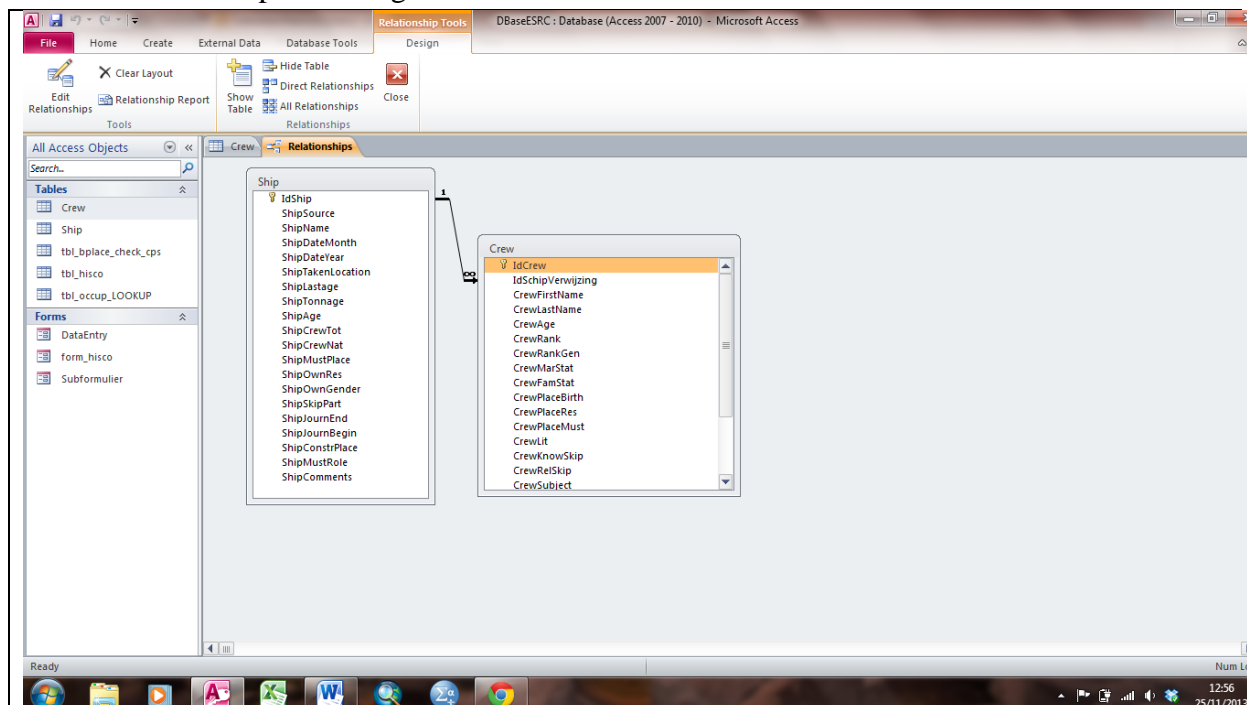 Relationship Tools
DBaseESRC : Database (Access 2007 - 2010) - Microsoft Access
File Home Create External Data Database Tools Design
Edit Relationships
Clear Layout
Relationship Report
Tools
Show Table
Hide Table
Direct Relationships
All Relationships
Close
Relationships
All Access Objects
Search...
Tables
Crew
Ship
tbl_bplace_check_cps
tbl_hisco
tbl_occup_LOOKUP
Forms
DataEntry
form_hisco
Subformulier
Crew Relationships
Ship
IdShip
ShipSource
ShipName
ShipDateMonth
ShipDateYear
ShipTakenLocation
ShipLastage
ShipTonnage
ShipAge
ShipCrewTot
ShipCrewNat
ShipMustPlace
ShipOwnRes
ShipOwnGender
ShipSkipPart
ShipJournEnd
ShipJournBegin
ShipConstrPlace
ShipMustRole
ShipComments
1
∞
Crew
IdCrew
IdSchipVerwijzing
CrewFirstName
CrewLastName
CrewAge
CrewRank
CrewRankGen
CrewMarStat
CrewFamStat
CrewPlaceBirth
CrewPlaceRes
CrewPlaceMust
CrewLit
CrewKnowSkip
CrewRelSkip
CrewSubject
Ready
Num L
12:56
25/11/2013